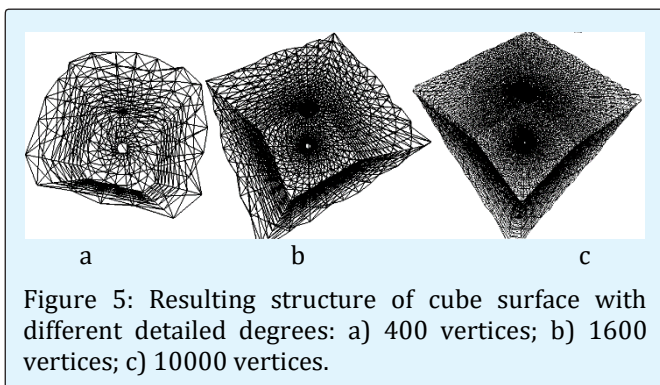 a b c
Figure 5: Resulting structure of cube surface with
different detailed degrees: a) 400 vertices; b) 1600
vertices; c) 10000 vertices.